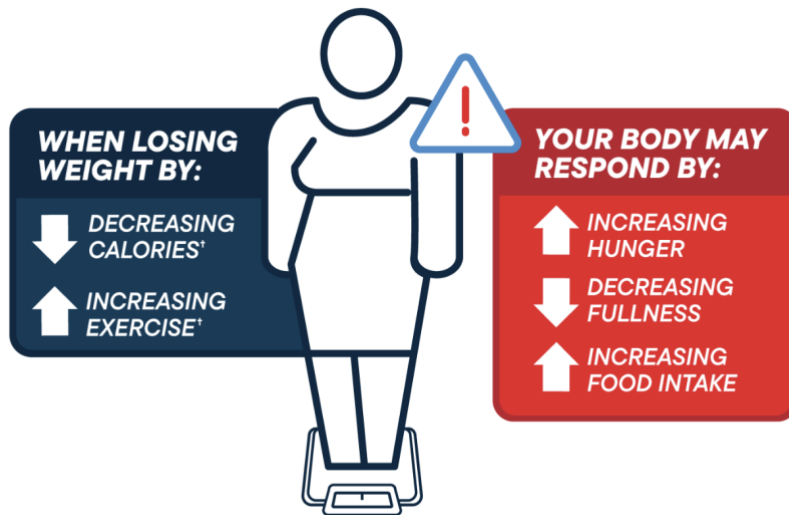 WHEN LOSING
WEIGHT BY:
DECREASING
CALORIES†
INCREASING
EXERCISE†
!
YOUR BODY MAY
RESPOND BY:
INCREASING
HUNGER
DECREASING
FULLNESS
INCREASING
FOOD INTAKE